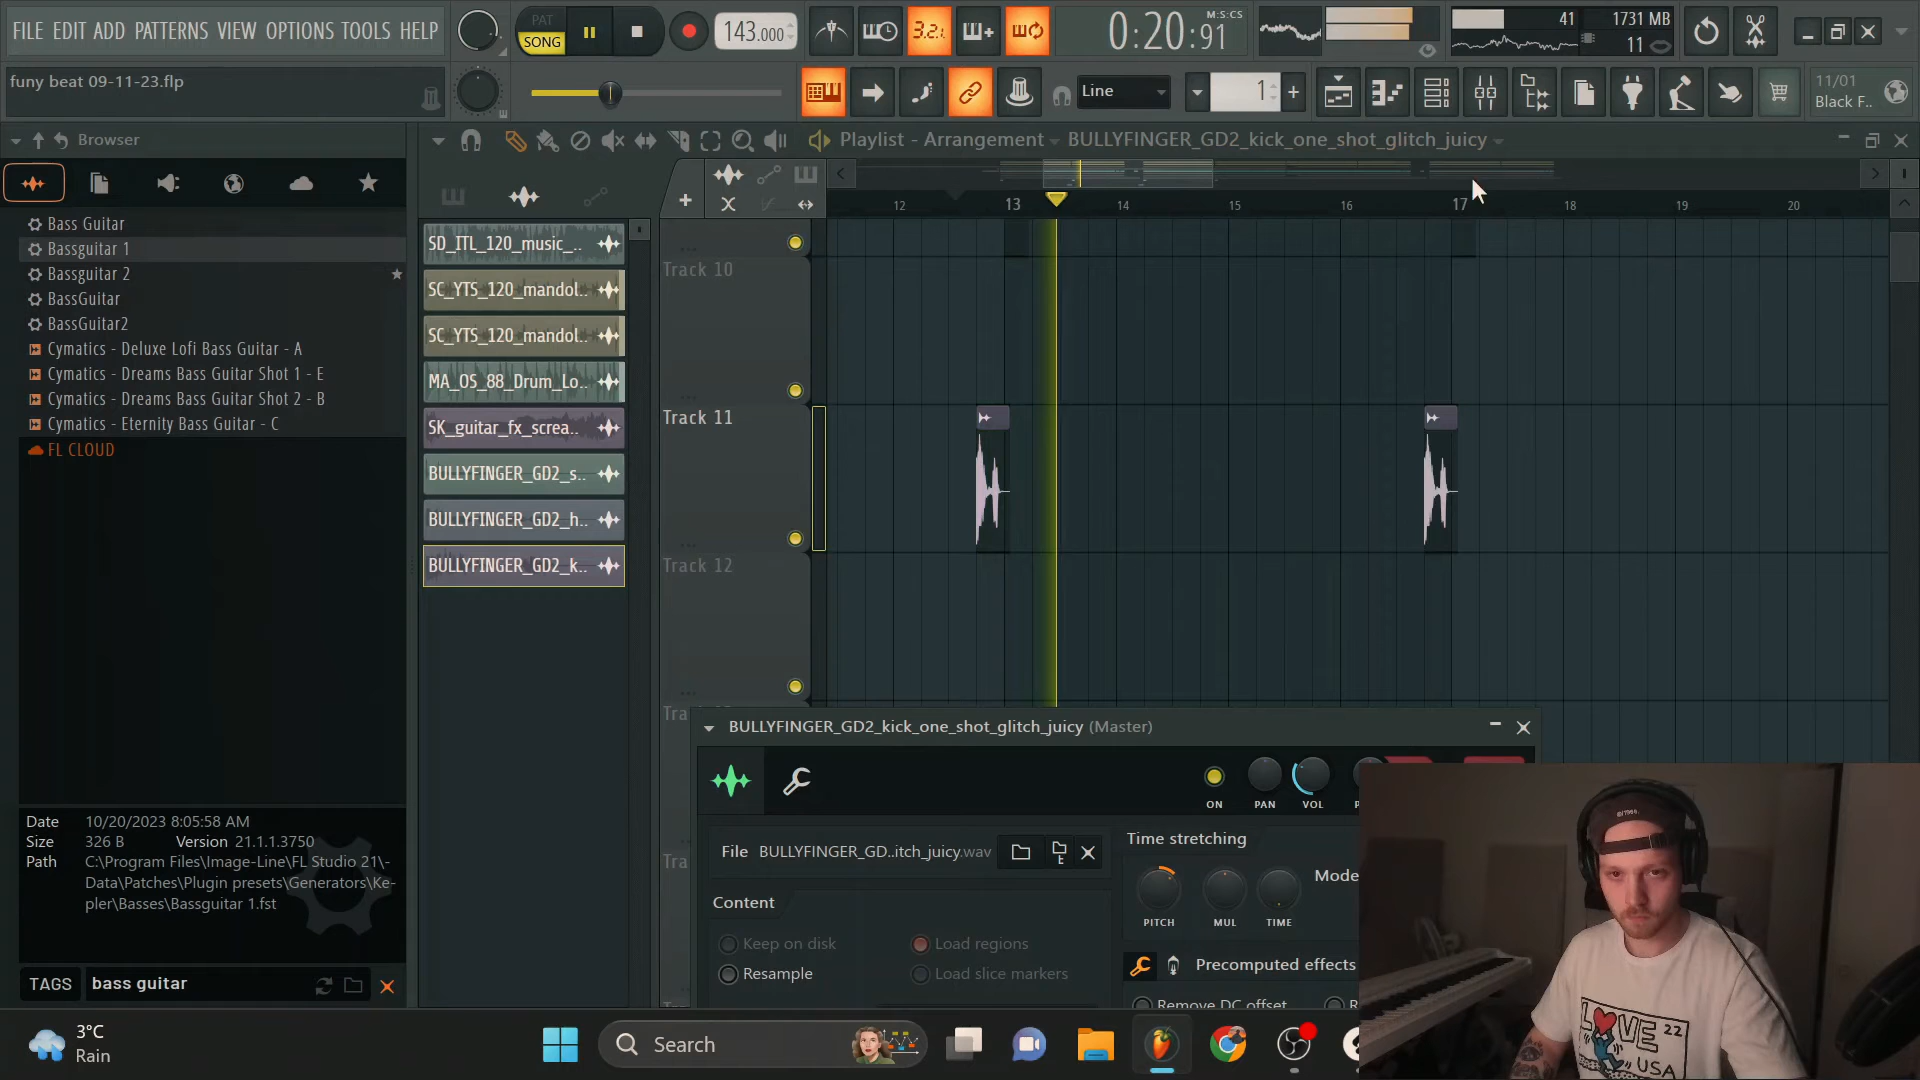 FILE EDIT ADD PATTERNS VIEW OPTIONS TOOLS HELP
PAT
SONG
143.000
3.2.1
0:20:91
M:S:CS
41
1731 MB
11
funy beat 09-11-23.flp
Line
1
11/01
Black F..
Browser
Playlist - Arrangement
BULLYFINGER_GD2_kick_one_shot_glitch_juicy
12
13
14
15
16
17
18
19
20
Bass Guitar
Bassguitar 1
Bassguitar 2
BassGuitar
BassGuitar2
Cymatics - Deluxe Lofi Bass Guitar - A
Cymatics - Dreams Bass Guitar Shot 1 - E
Cymatics - Dreams Bass Guitar Shot 2 - B
Cymatics - Eternity Bass Guitar - C
FL CLOUD
SD_ITL_120_music_..
SC_YTS_120_mandol..
SC_YTS_120_mandol..
MA_OS_88_Drum_Lo..
SK_guitar_fx_screa..
BULLYFINGER_GD2_s..
BULLYFINGER_GD2_h..
BULLYFINGER_GD2_k..
Track 10
Track 11
Track 12
BULLYFINGER_GD2_kick_one_shot_glitch_juicy (Master)
ON
PAN
VOL
File BULLYFINGER_GD..itch_juicy.wav
Time stretching
Mode
PITCH
MUL
TIME
Content
Keep on disk
Load regions
Resample
Load slice markers
Precomputed effects
Remove DC offset
Date 10/20/2023 8:05:58 AM
Size 326 B Version 21.1.1.3750
Path C:\Program Files\Image-Line\FL Studio 21\-
Data\Patches\Plugin presets\Generators\Ke-
pler\Basses\Bassguitar 1.fst
TAGS bass guitar
3°C
Rain
Search
LOVE
22
USA